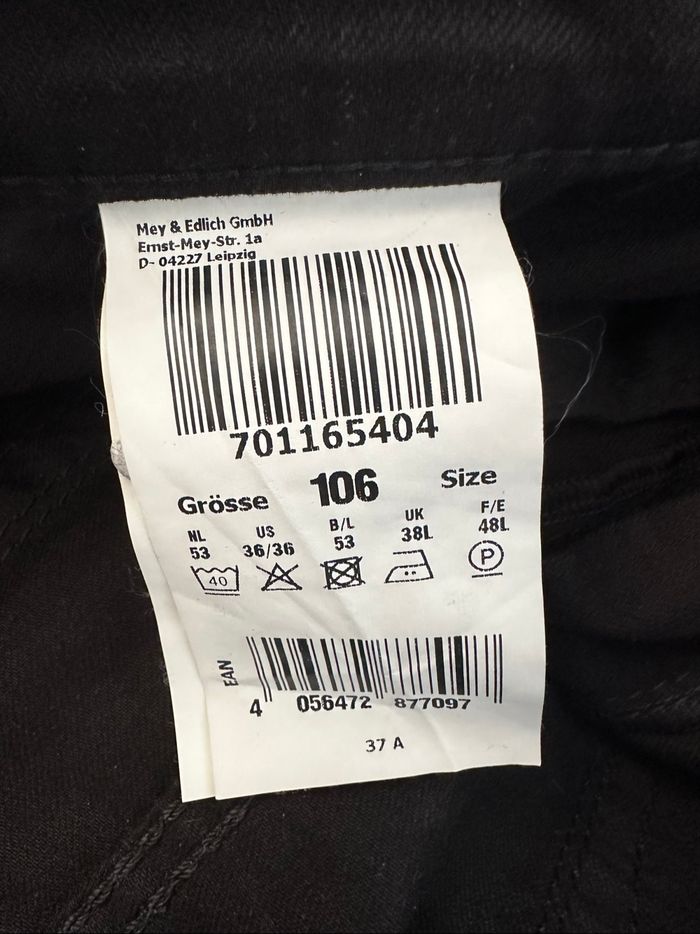 Mey & Edlich GmbH
Ernst-Mey-Str. 1a
D- 04227 Leipzig
701165404
Grösse 106 Size
NL US B/L UK F/E
53 36/36 53 38L 48L
40 P
EAN
4 056472 877097
37 A